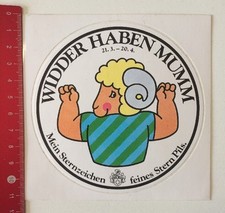 WIDDER HABEN MUMM
21.3. – 20.4.
Mein Sternzeichen feines Stern Pils.